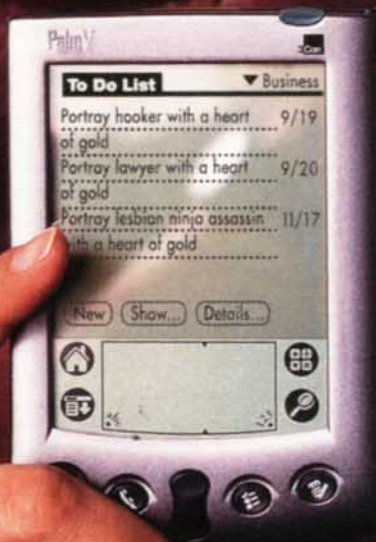 Palm V
3Com
To Do List ▼ Business
Portray hooker with a heart 9/19
of gold
Portray lawyer with a heart 9/20
of gold
Portray lesbian ninja assassin 11/17
with a heart of gold
New Show... Details...